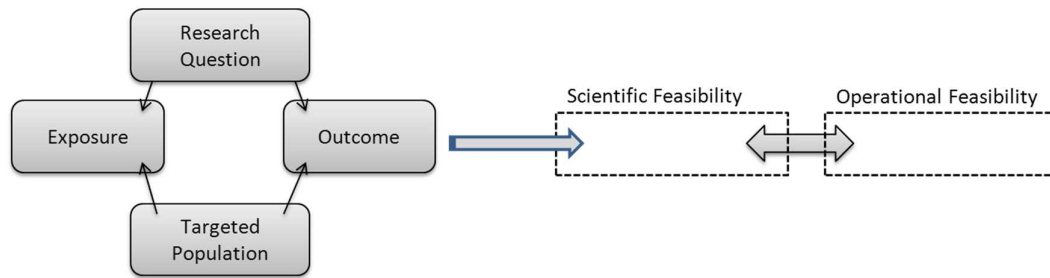 Research
Question
Exposure
Outcome
Targeted
Population
Scientific Feasibility
Operational Feasibility